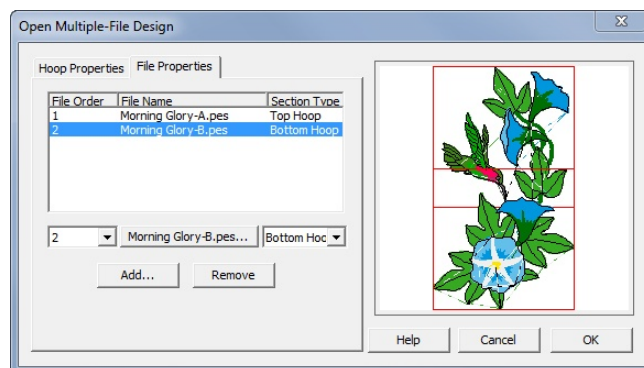 Open Multiple-File Design
Hoop Properties File Properties
File Order File Name Section Type
1 Morning Glory-A.pes Top Hoop
2 Morning Glory-B.pes Bottom Hoop
2 Morning Glory-B.pes... Bottom Hoc
Add... Remove
Help Cancel OK